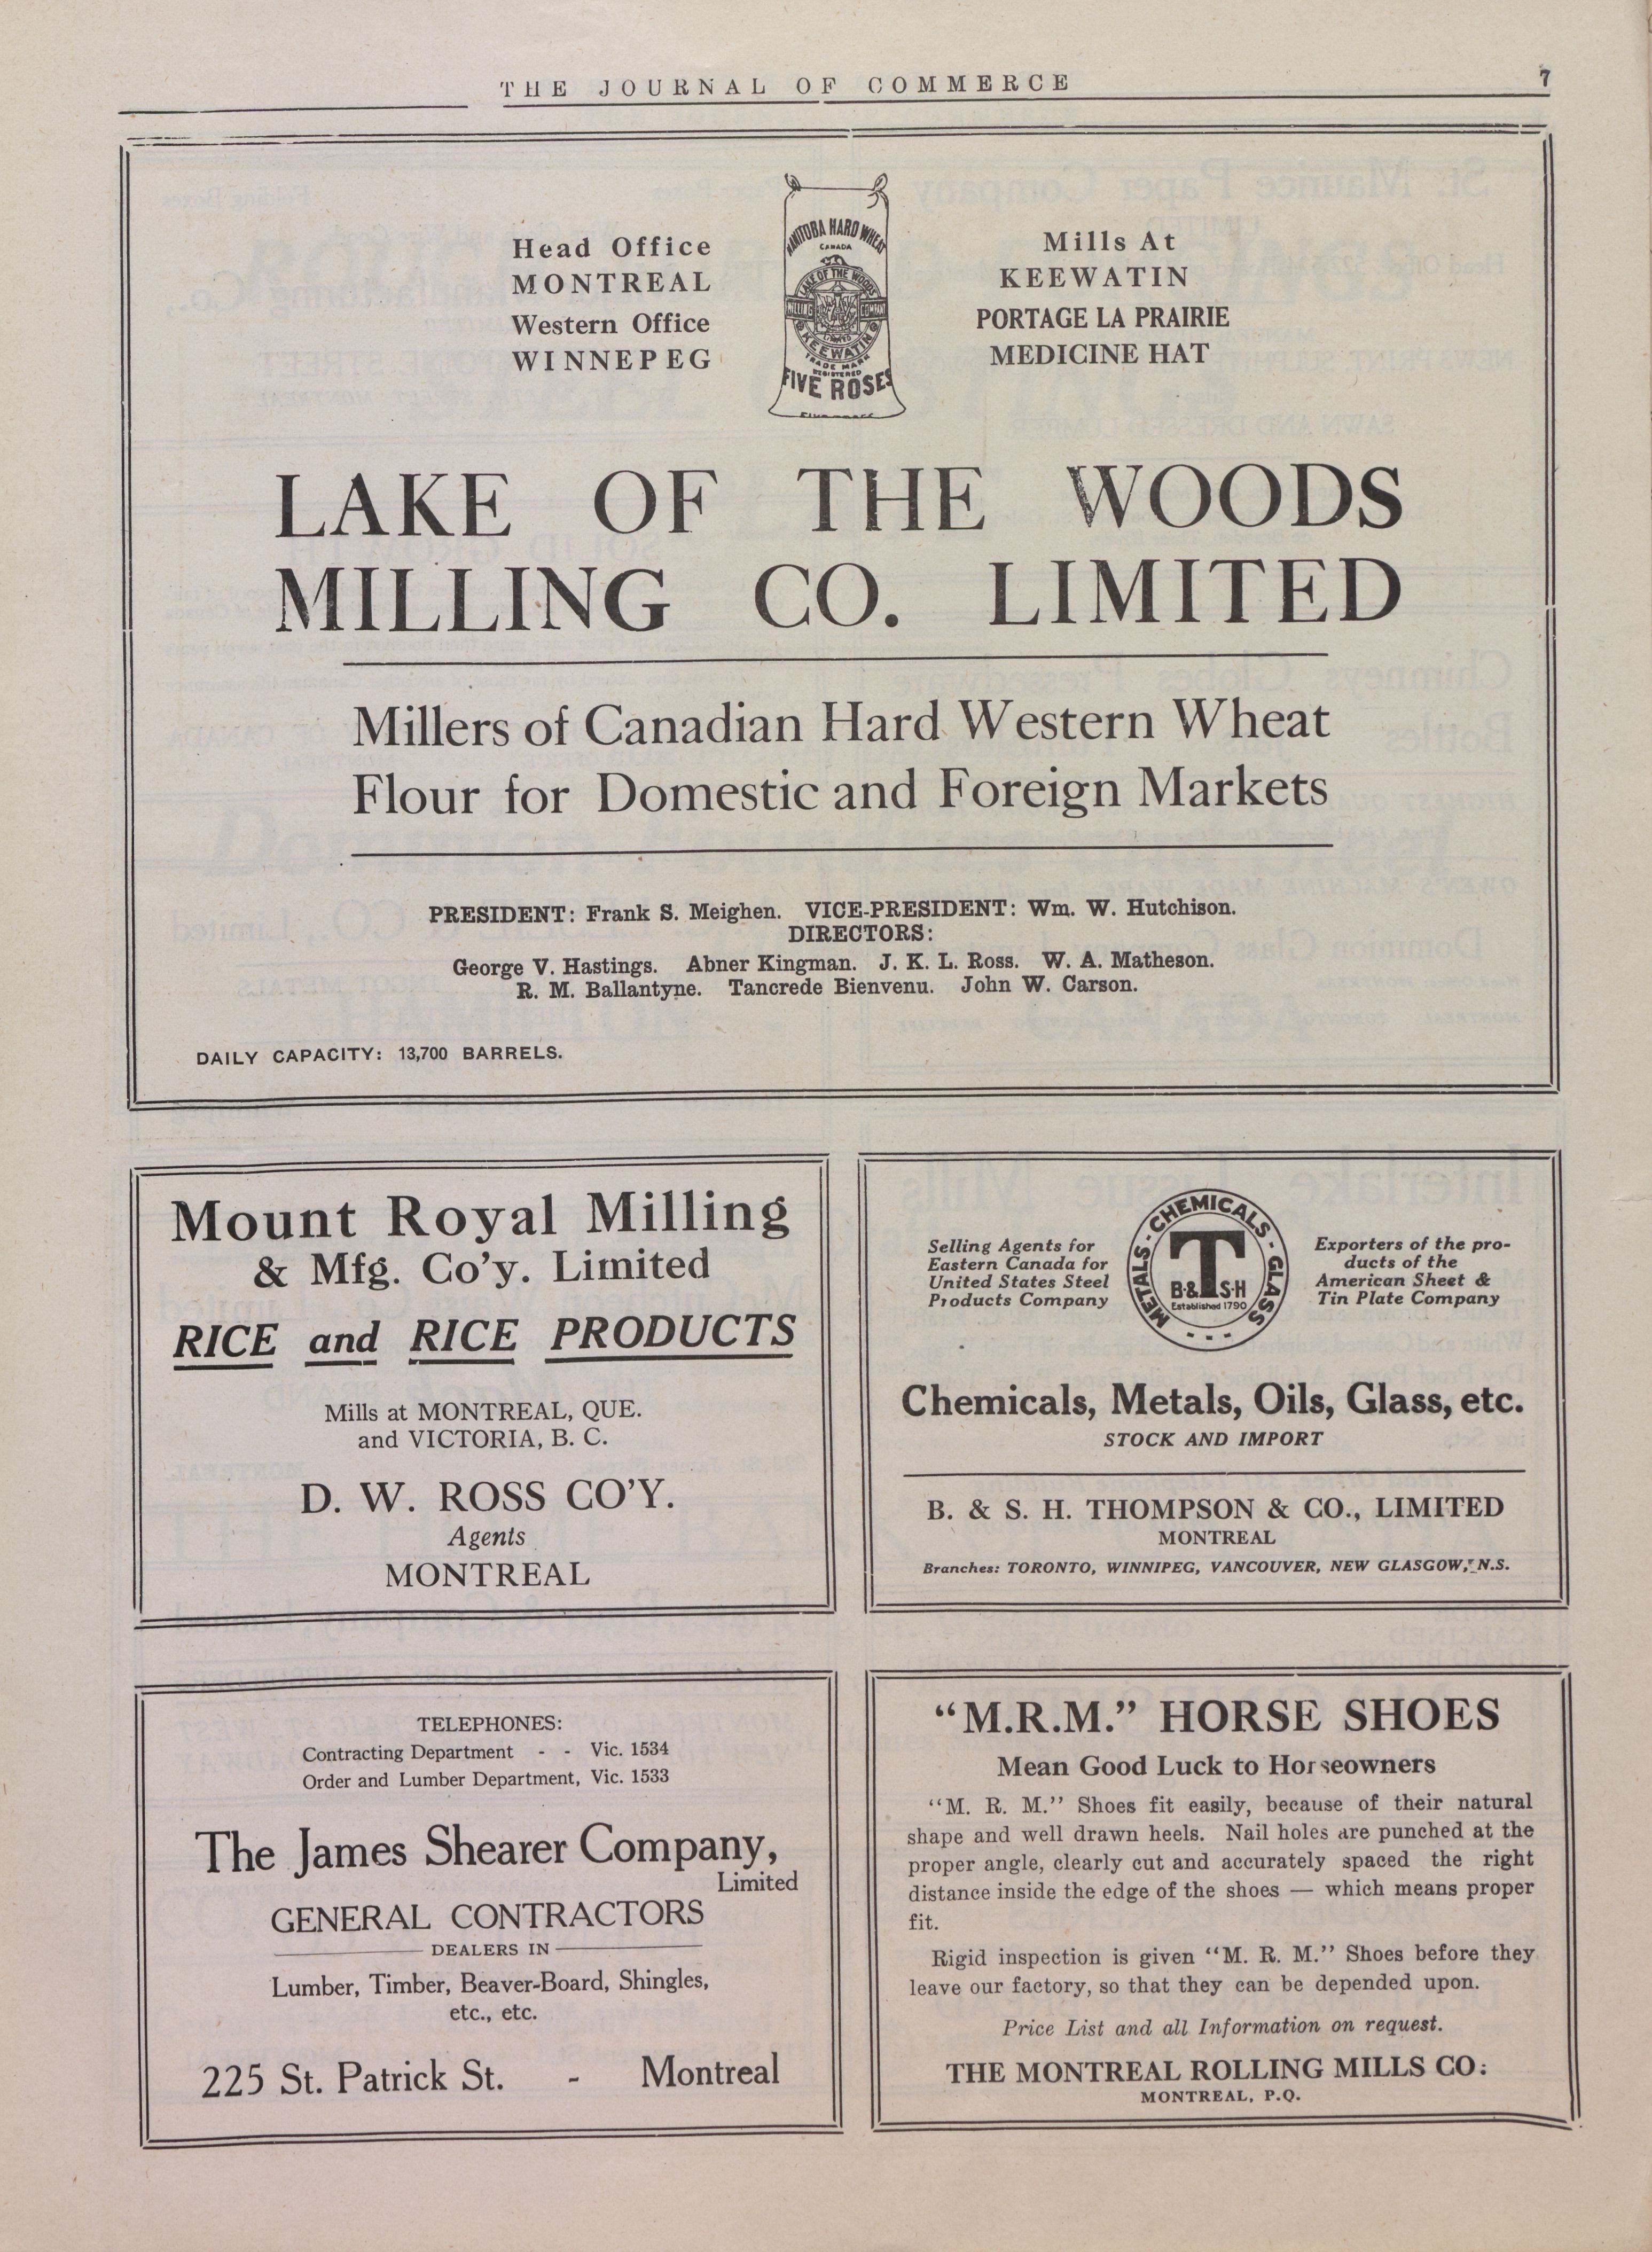 THE JOURNAL OF COMMERCE 7
Head Office
MONTREAL
Western Office
WINNEPEG
MANITOBA HARD WHEAT
CANADA
LAKE OF THE WOODS
MILLING COMPANY
LIMITED
KEEWATIN
TRADE MARK
REGISTERED
FIVE ROSES
Mills At
KEEWATIN
PORTAGE LA PRAIRIE
MEDICINE HAT
LAKE OF THE WOODS
MILLING CO. LIMITED
Millers of Canadian Hard Western Wheat
Flour for Domestic and Foreign Markets
PRESIDENT: Frank S. Meighen. VICE-PRESIDENT: Wm. W. Hutchison.
DIRECTORS:
George V. Hastings. Abner Kingman. J. K. L. Ross. W. A. Matheson.
R. M. Ballantyne. Tancrede Bienvenu. John W. Carson.
DAILY CAPACITY: 13,700 BARRELS.
Mount Royal Milling
& Mfg. Co'y. Limited
RICE and RICE PRODUCTS
Mills at MONTREAL, QUE.
and VICTORIA, B. C.
D. W. ROSS CO'Y.
Agents
MONTREAL
Selling Agents for
Eastern Canada for
United States Steel
Products Company
METALS - CHEMICALS - GLASS
T
B.& S.H
Established 1790
Exporters of the pro-
ducts of the
American Sheet &
Tin Plate Company
Chemicals, Metals, Oils, Glass, etc.
STOCK AND IMPORT
B. & S. H. THOMPSON & CO., LIMITED
MONTREAL
Branches: TORONTO, WINNIPEG, VANCOUVER, NEW GLASGOW, N.S.
TELEPHONES:
Contracting Department - - Vic. 1534
Order and Lumber Department, Vic. 1533
The James Shearer Company,
Limited
GENERAL CONTRACTORS
DEALERS IN
Lumber, Timber, Beaver-Board, Shingles,
etc., etc.
225 St. Patrick St. - Montreal
"M.R.M." HORSE SHOES
Mean Good Luck to Horseowners
"M. R. M." Shoes fit easily, because of their natural
shape and well drawn heels. Nail holes are punched at the
proper angle, clearly cut and accurately spaced the right
distance inside the edge of the shoes — which means proper
fit.
Rigid inspection is given "M. R. M." Shoes before they
leave our factory, so that they can be depended upon.
Price List and all Information on request.
THE MONTREAL ROLLING MILLS CO:
MONTREAL, P.Q.